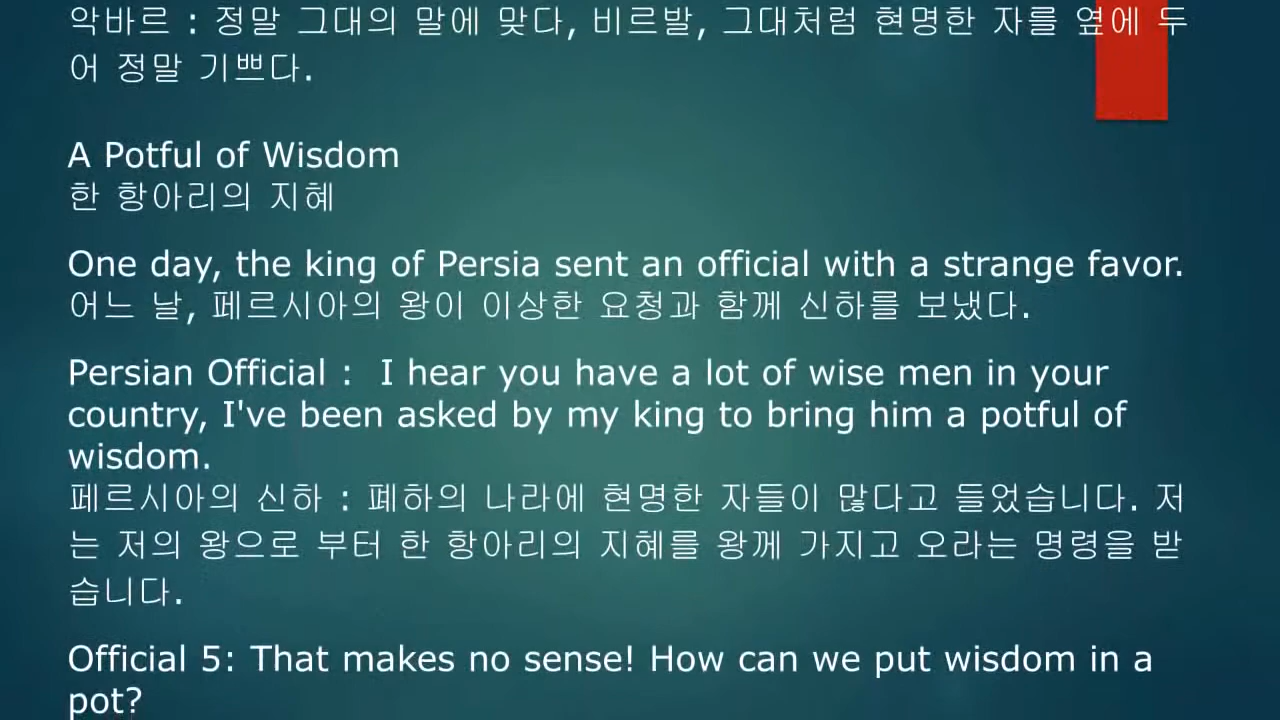 악바르 : 정말 그대의 말에 맞다, 비르발, 그대처럼 현명한 자를 옆에 두
어 정말 기쁘다.
A Potful of Wisdom
한 항아리의 지혜
One day, the king of Persia sent an official with a strange favor.
어느 날, 페르시아의 왕이 이상한 요청과 함께 신하를 보냈다.
Persian Official :  I hear you have a lot of wise men in your
country, I've been asked by my king to bring him a potful of
wisdom.
페르시아의 신하 : 폐하의 나라에 현명한 자들이 많다고 들었습니다. 저
는 저의 왕으로 부터 한 항아리의 지혜를 왕께 가지고 오라는 명령을 받
습니다.
Official 5: That makes no sense! How can we put wisdom in a
pot?